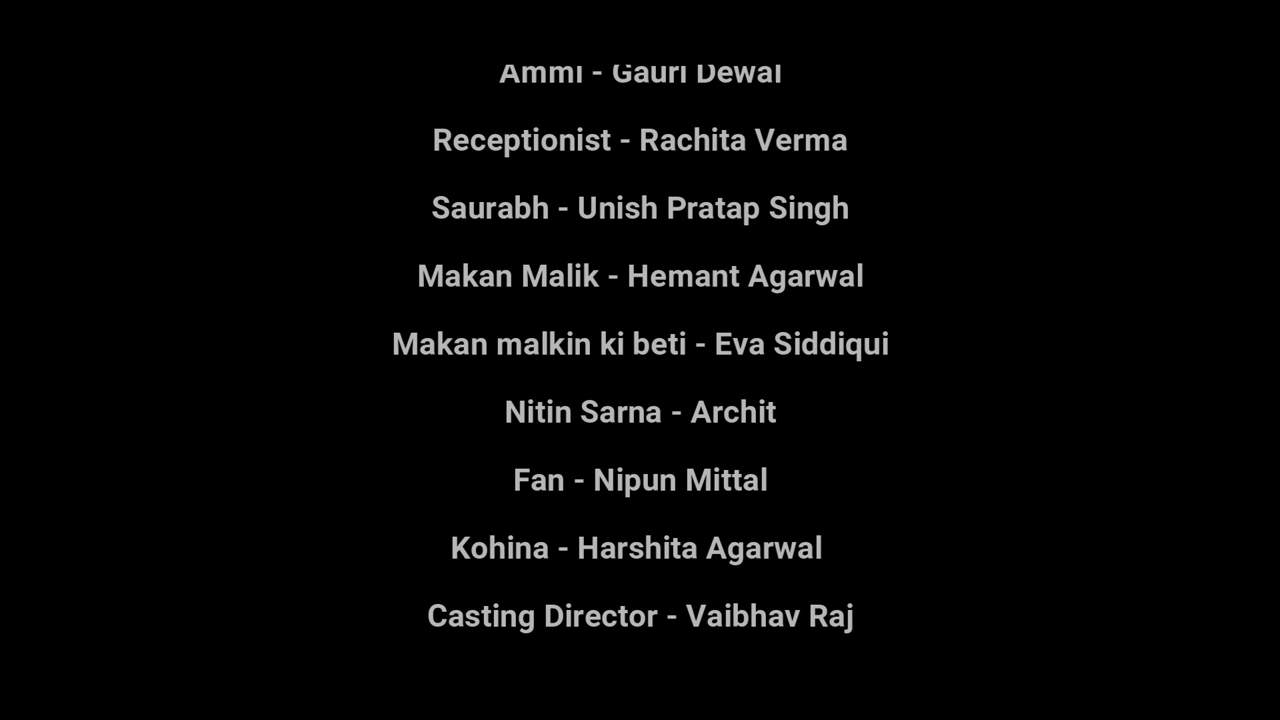 Ammi - Gauri Dewal
Receptionist - Rachita Verma
Saurabh - Unish Pratap Singh
Makan Malik - Hemant Agarwal
Makan malkin ki beti - Eva Siddiqui
Nitin Sarna - Archit
Fan - Nipun Mittal
Kohina - Harshita Agarwal
Casting Director - Vaibhav Raj